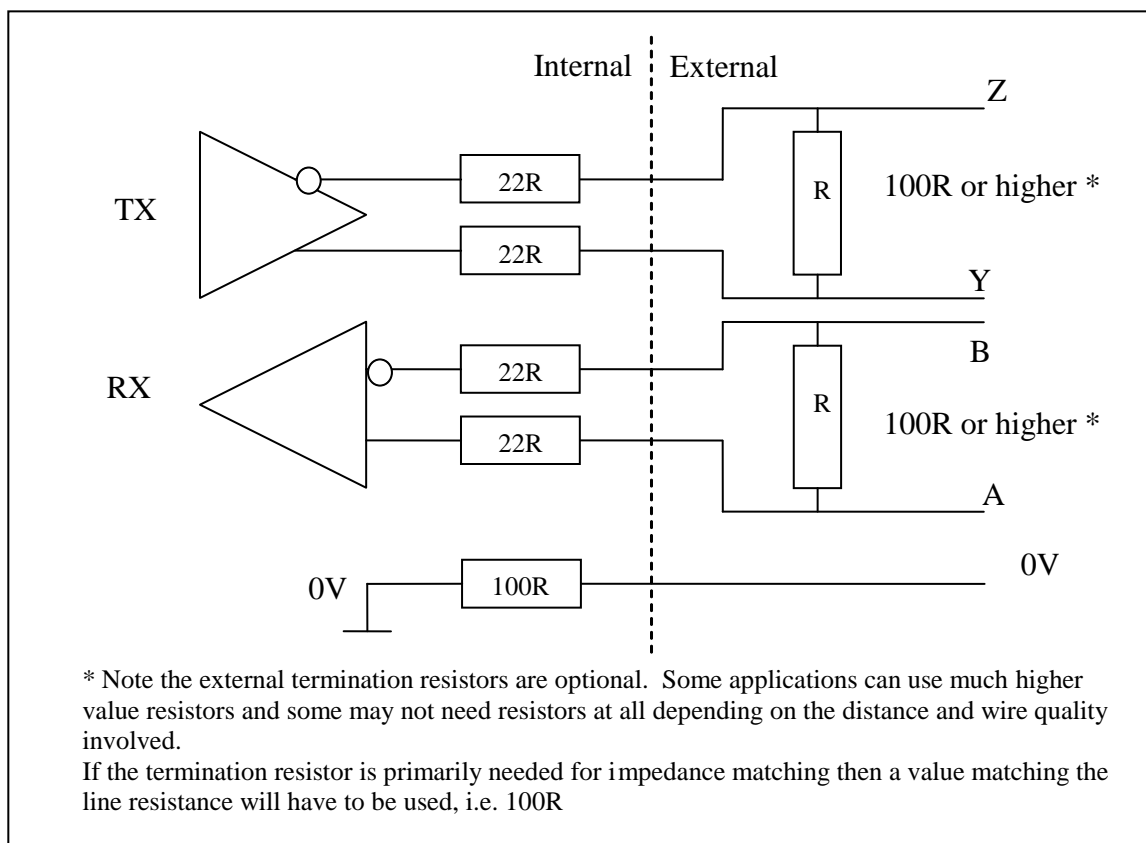 Internal
External
Z
22R
TX
R
100R or higher *
22R
Y
B
22R
RX
R
100R or higher *
22R
A
0V
0V
100R
* Note the external termination resistors are optional. Some applications can use much higher
value resistors and some may not need resistors at all depending on the distance and wire quality
involved.
If the termination resistor is primarily needed for impedance matching then a value matching the
line resistance will have to be used, i.e. 100R